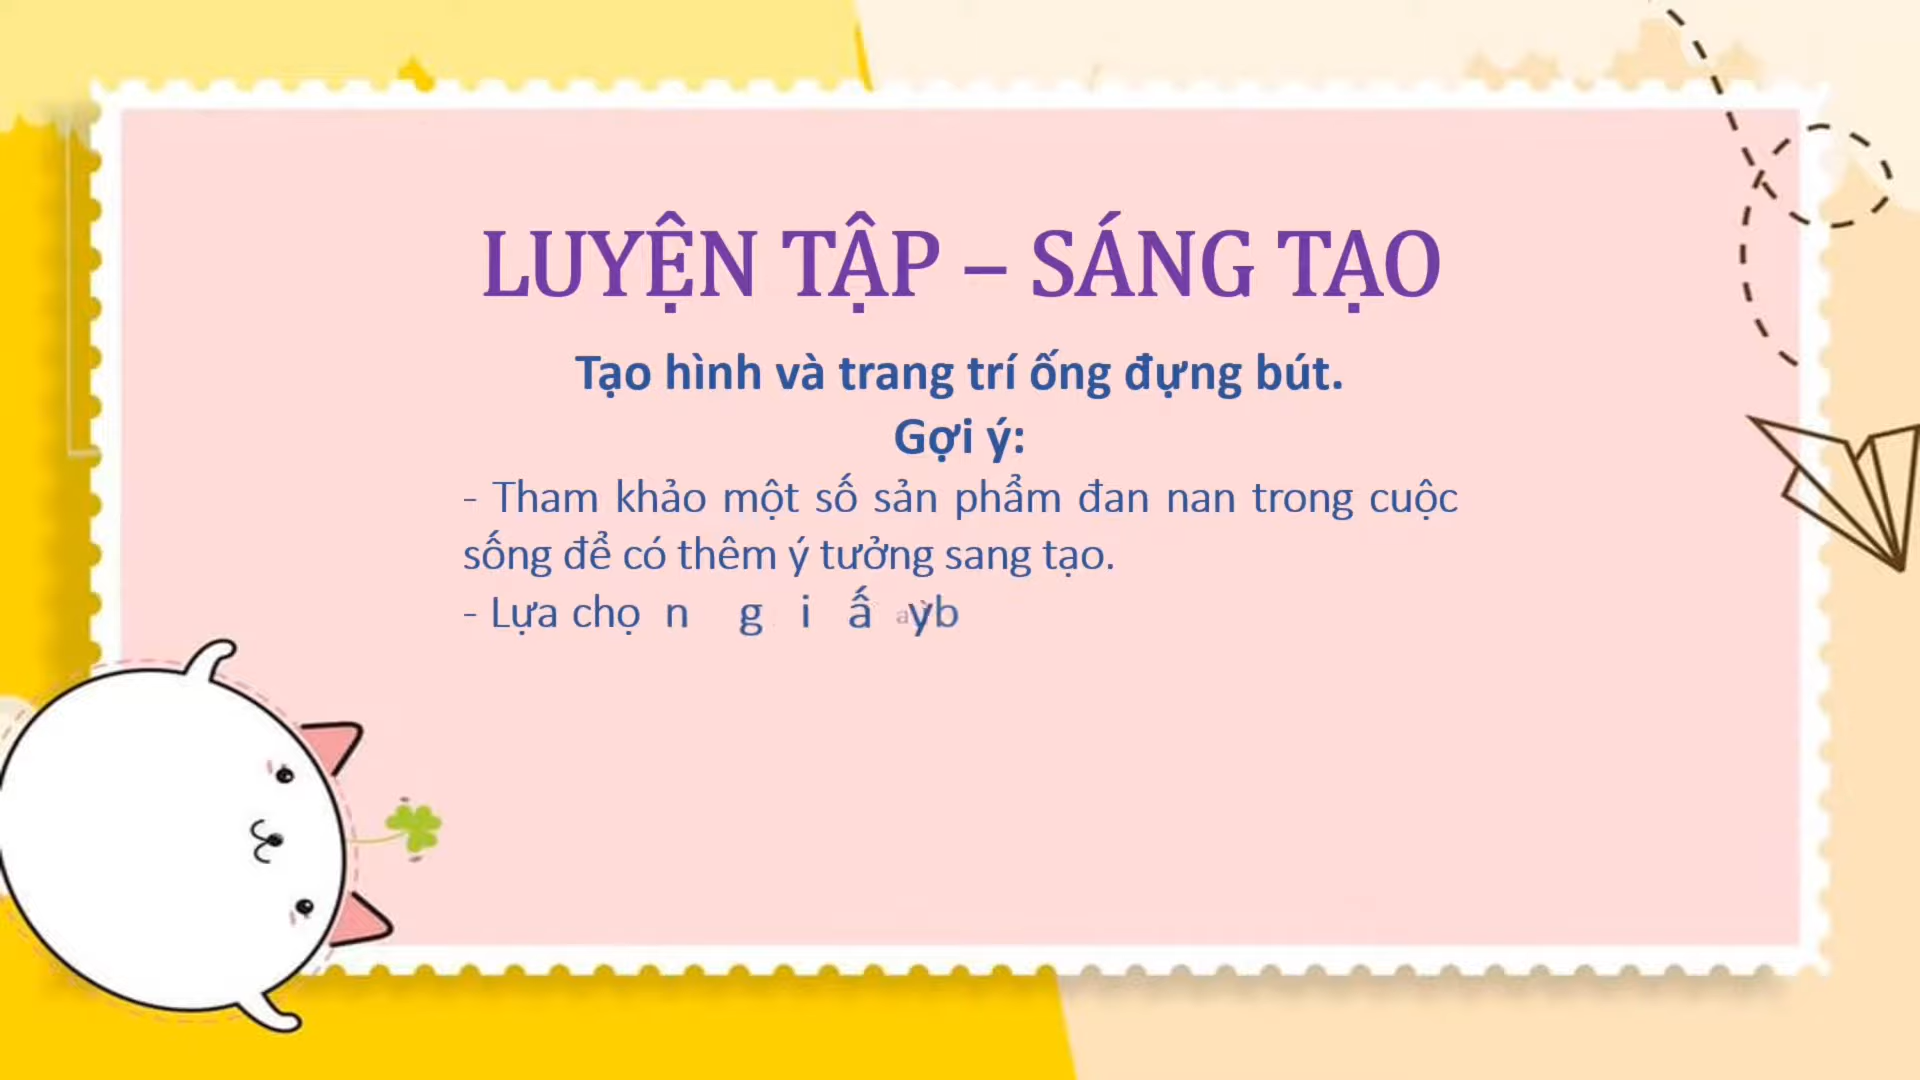 LUYỆN TẬP – SÁNG TẠO
Tạo hình và trang trí ống đựng bút.
Gợi ý:
- Tham khảo một số sản phẩm đan nan trong cuộc
sống để có thêm ý tưởng sang tạo.
- Lựa chọn giấy